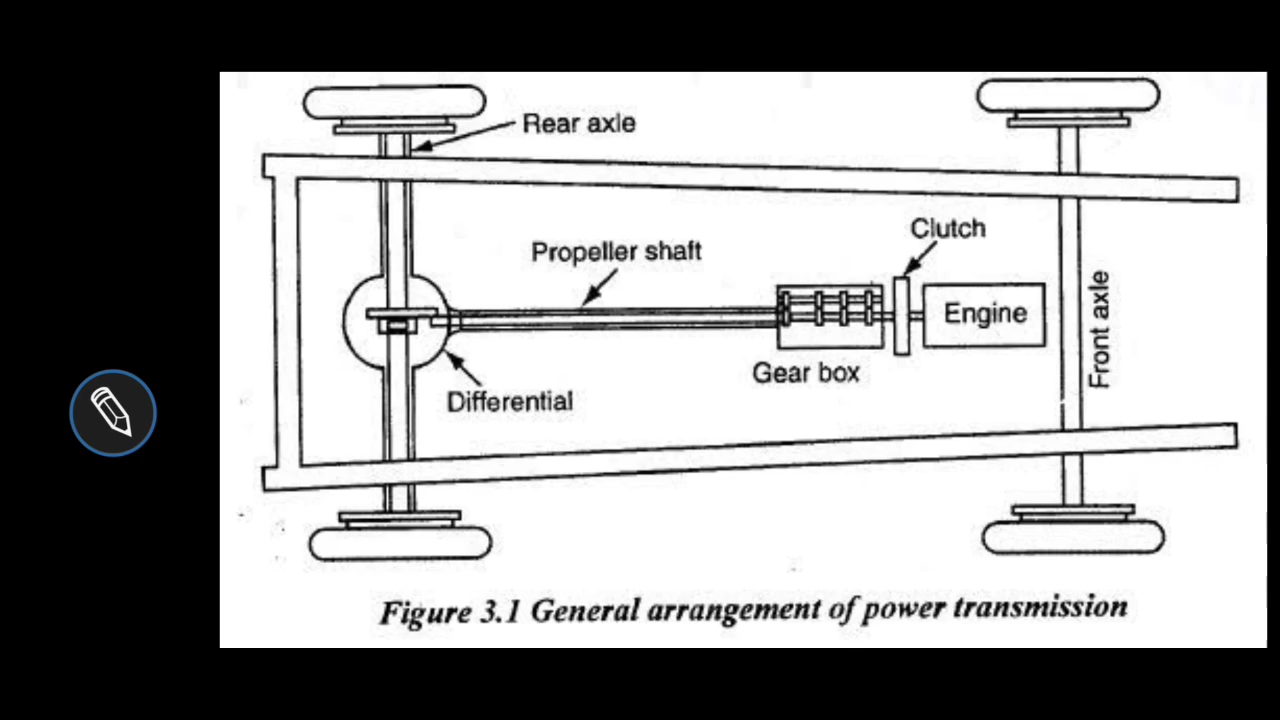 Rear axle
Clutch
Propeller shaft
Engine
Front axle
Gear box
Differential
Figure 3.1 General arrangement of power transmission